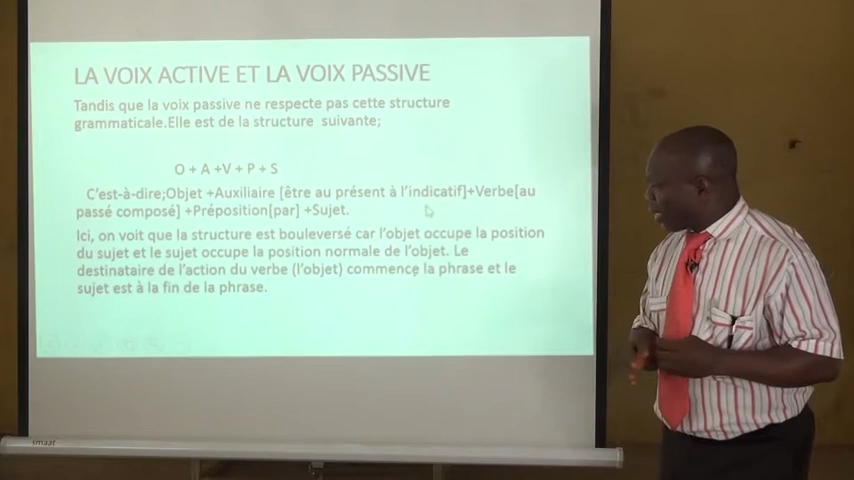 LA VOIX ACTIVE ET LA VOIX PASSIVE
Tandis que la voix passive ne respecte pas cette structure
grammaticale.Elle est de la structure suivante;
O + A +V + P + S
C'est-à-dire;Objet +Auxiliaire [être au présent à l'indicatif]+Verbe[au
passé composé] +Préposition[par] +Sujet.
Ici, on voit que la structure est bouleversé car l'objet occupe la position
du sujet et le sujet occupe la position normale de l'objet. Le
destinataire de l'action du verbe (l'objet) commence la phrase et le
sujet est à la fin de la phrase.
smaat